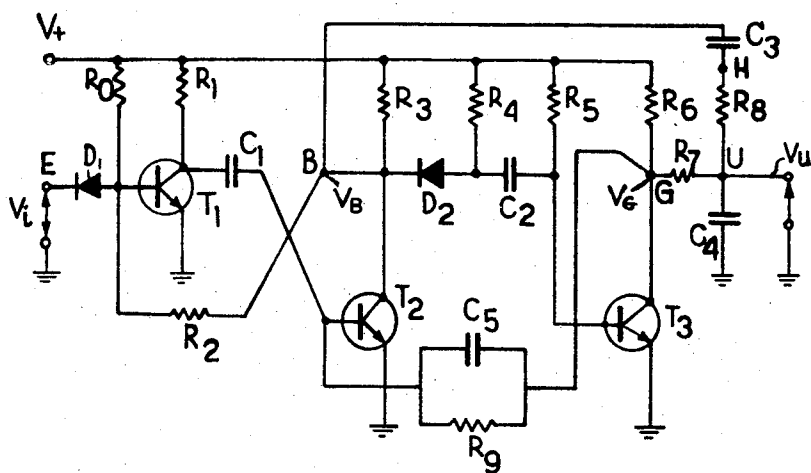 V+
R0
R1
R3
R4
R5
R6
C3
H
R8
E
D1
C1
B
VB
D2
C2
VG
G
R7
U
Vu
Vi
T1
C4
R2
T2
C5
T3
R9